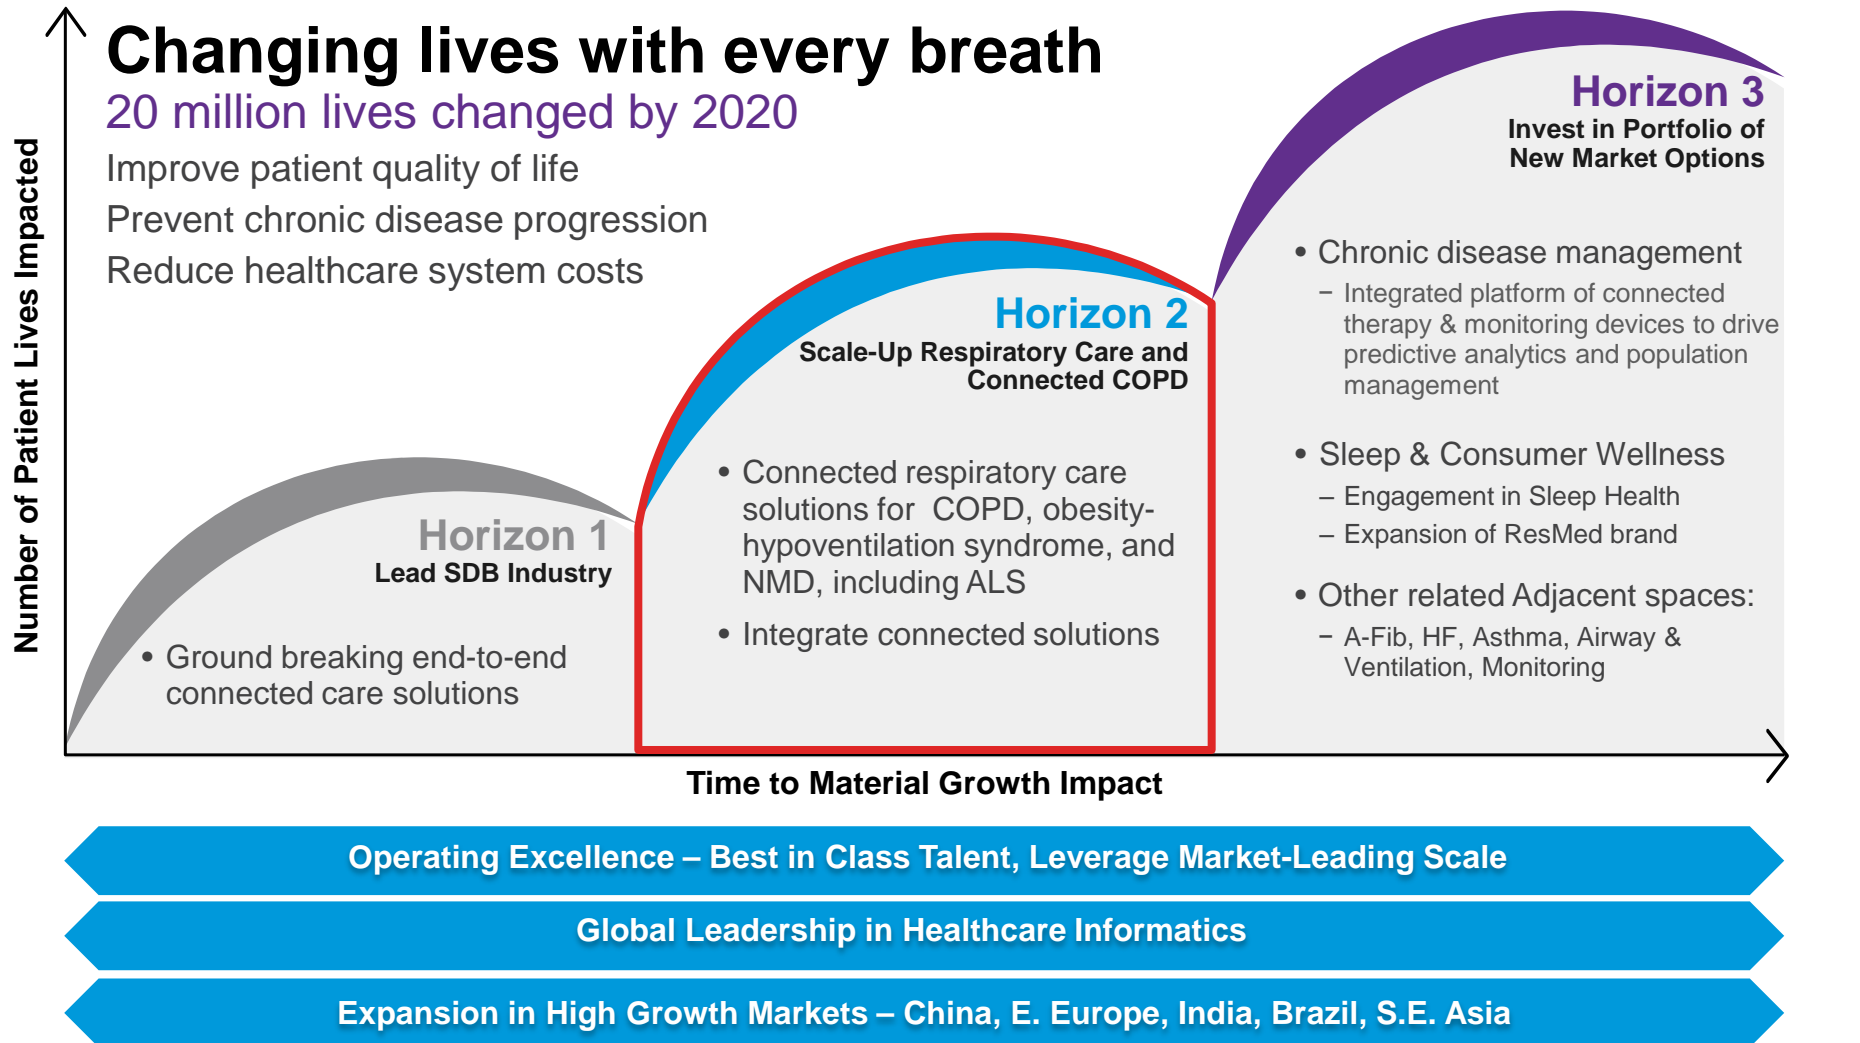 Changing lives with every breath
20 million lives changed by 2020
Improve patient quality of life
Prevent chronic disease progression
Reduce healthcare system costs
Number of Patient Lives Impacted
Horizon 1
Lead SDB Industry
• Ground breaking end-to-end
connected care solutions
Horizon 2
Scale-Up Respiratory Care and
Connected COPD
• Connected respiratory care
solutions for COPD, obesity-
hypoventilation syndrome, and
NMD, including ALS
• Integrate connected solutions
Horizon 3
Invest in Portfolio of
New Market Options
• Chronic disease management
– Integrated platform of connected
therapy & monitoring devices to drive
predictive analytics and population
management
• Sleep & Consumer Wellness
– Engagement in Sleep Health
– Expansion of ResMed brand
• Other related Adjacent spaces:
– A-Fib, HF, Asthma, Airway &
Ventilation, Monitoring
Time to Material Growth Impact
Operating Excellence – Best in Class Talent, Leverage Market-Leading Scale
Global Leadership in Healthcare Informatics
Expansion in High Growth Markets – China, E. Europe, India, Brazil, S.E. Asia